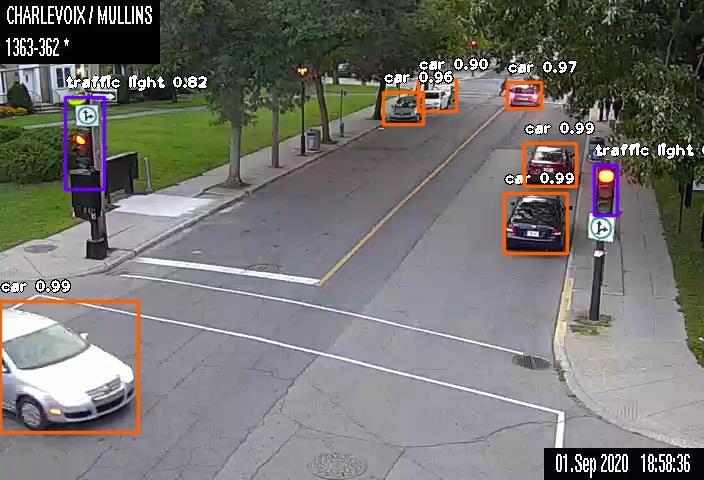 CHARLEVOIX / MULLINS
1363-362 *
traffic light 0.82
car 0.96
car 0.90
car 0.97
car 0.99
traffic light
car 0.99
car 0.99
01.Sep 2020 18:58:36